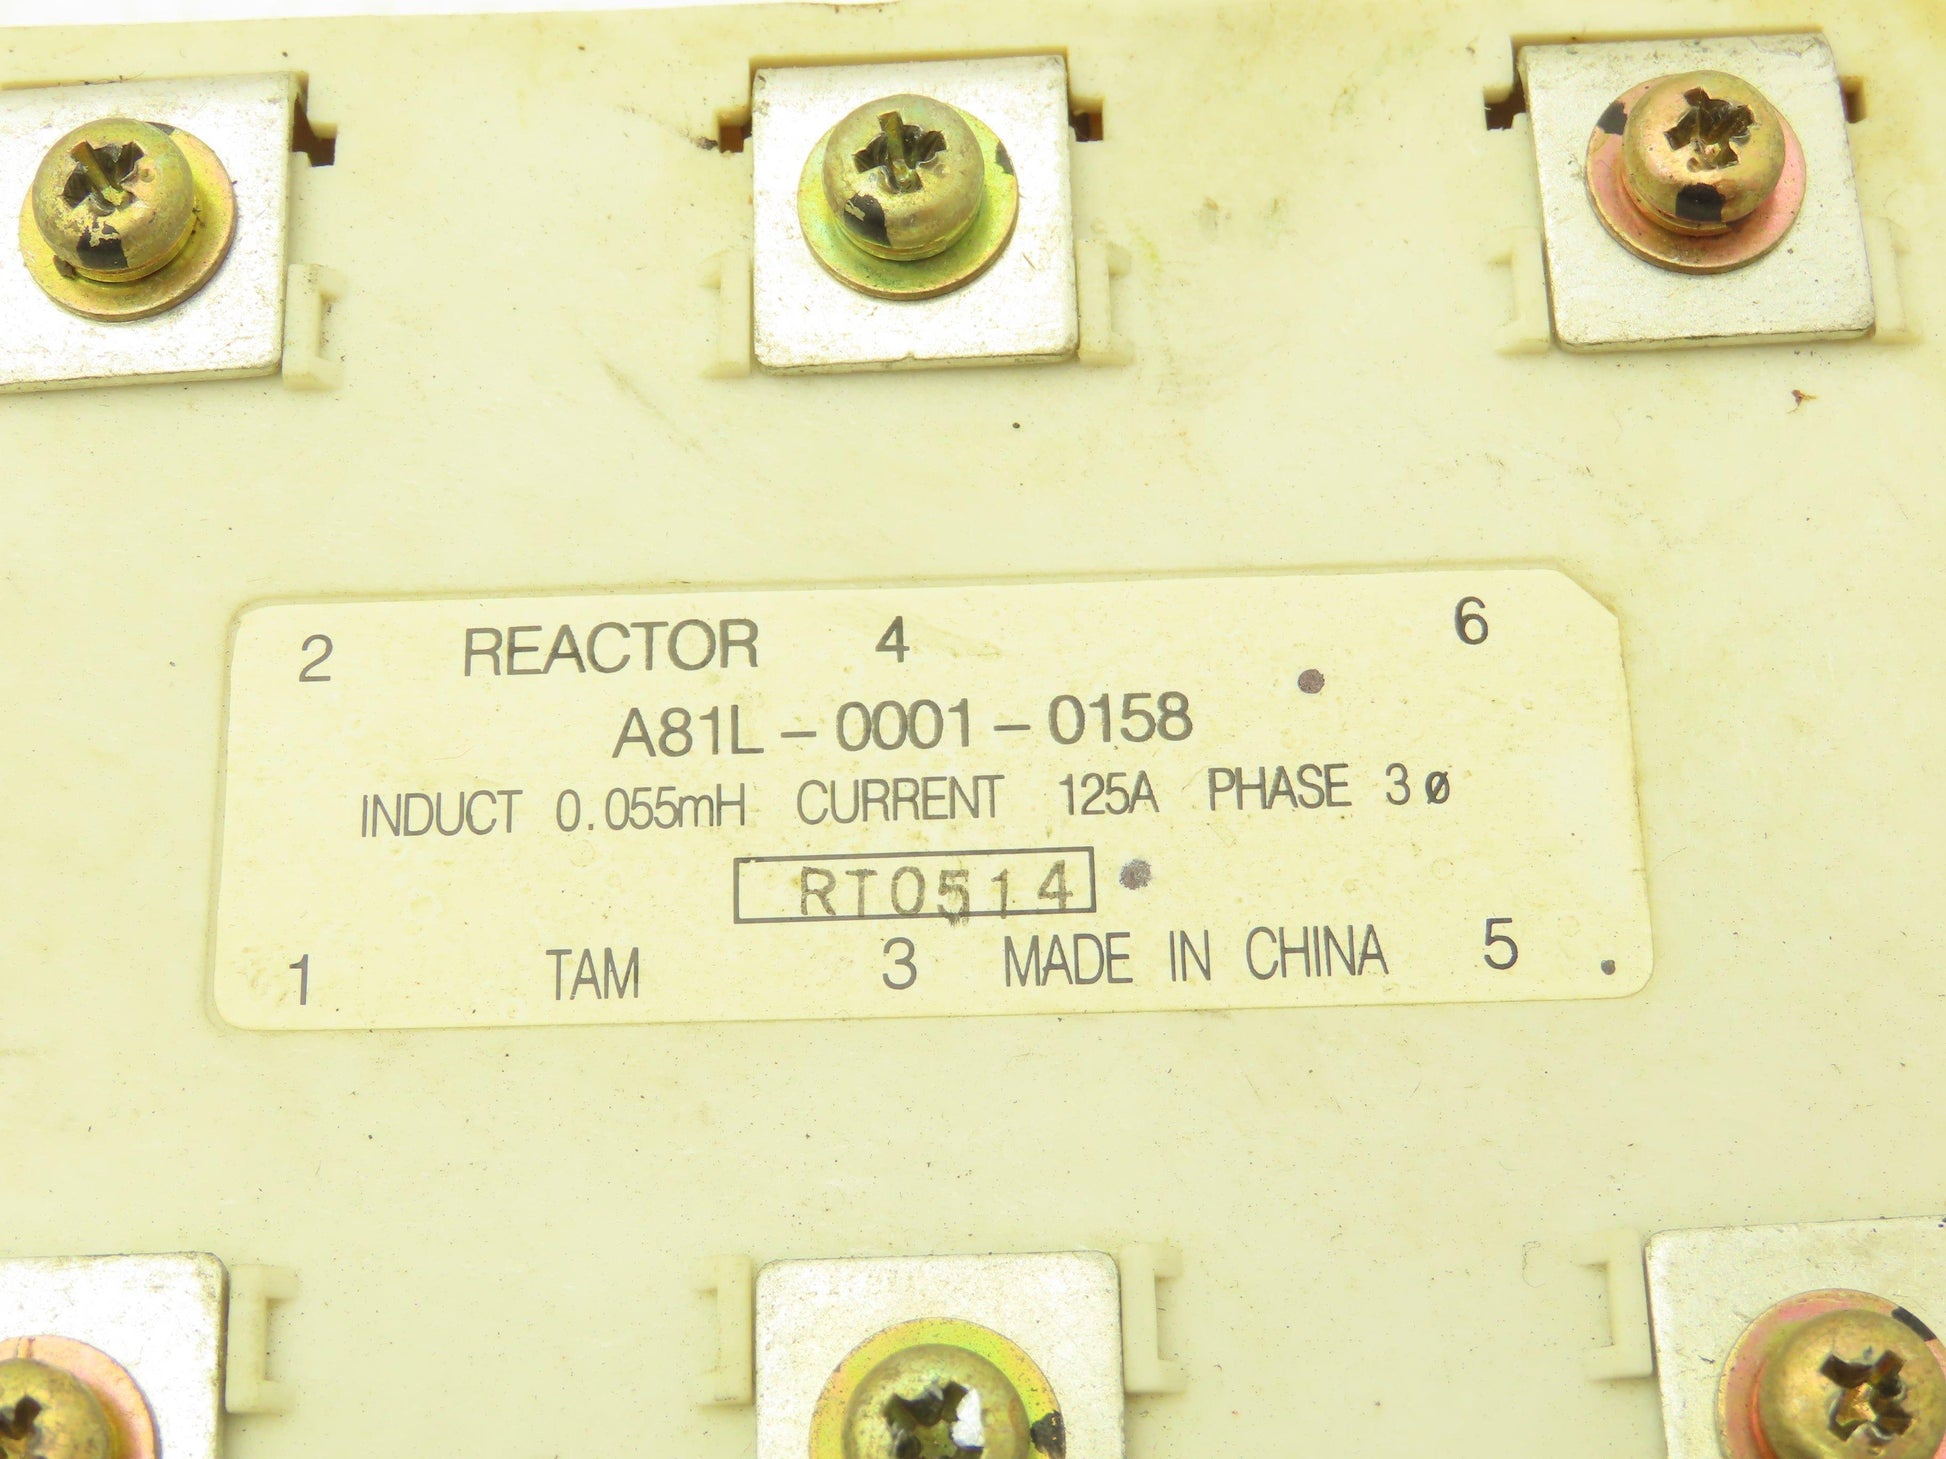 2 REACTOR 4 6
A81L-0001-0158
INDUCT 0.055mH CURRENT 125A PHASE 3ø
RT0514
1 TAM 3 MADE IN CHINA 5